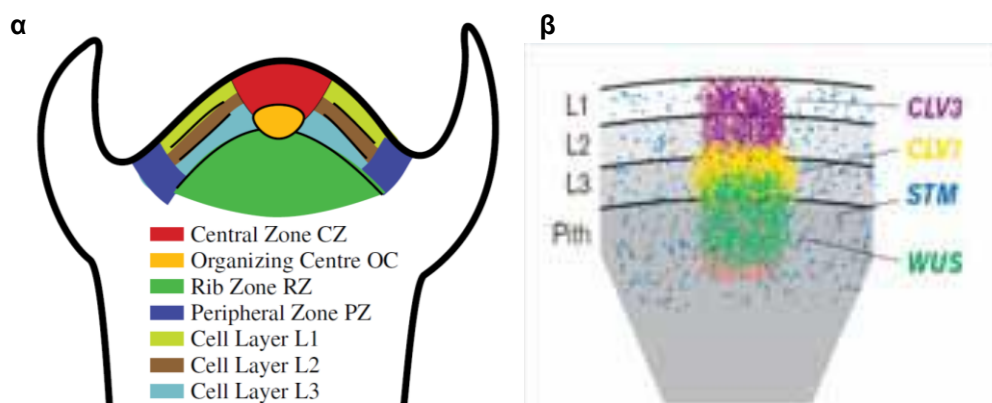 α
Central Zone CZ
Organizing Centre OC
Rib Zone RZ
Peripheral Zone PZ
Cell Layer L1
Cell Layer L2
Cell Layer L3
β
L1
L2
L3
Pith
CLV3
CLV1
STM
WUS